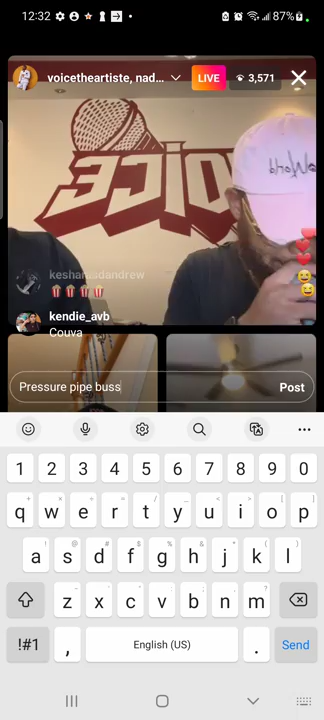 12:32
87%
voicetheartiste, nad...
LIVE
3,571
VOICE
keshamsdandrew
kendie_avb
Couva
Pressure pipe buss
Post
1 2 3 4 5 6 7 8 9 0
q w e r t y u i o p
a s d f g h j k l
z x c v b n m
!#1 , English (US) . Send